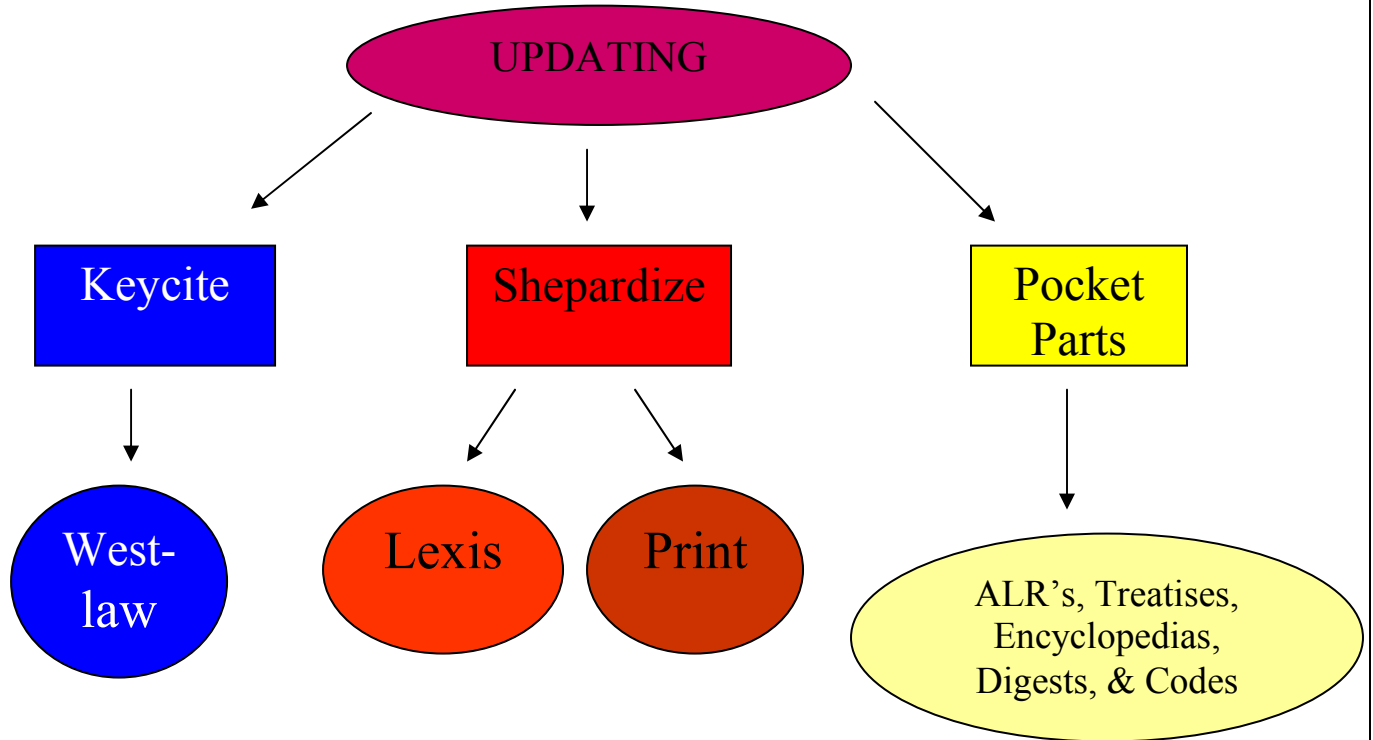 UPDATING
Keycite
Shepardize
Pocket
Parts
West-
law
Lexis
Print
ALR’s, Treatises,
Encyclopedias,
Digests, & Codes